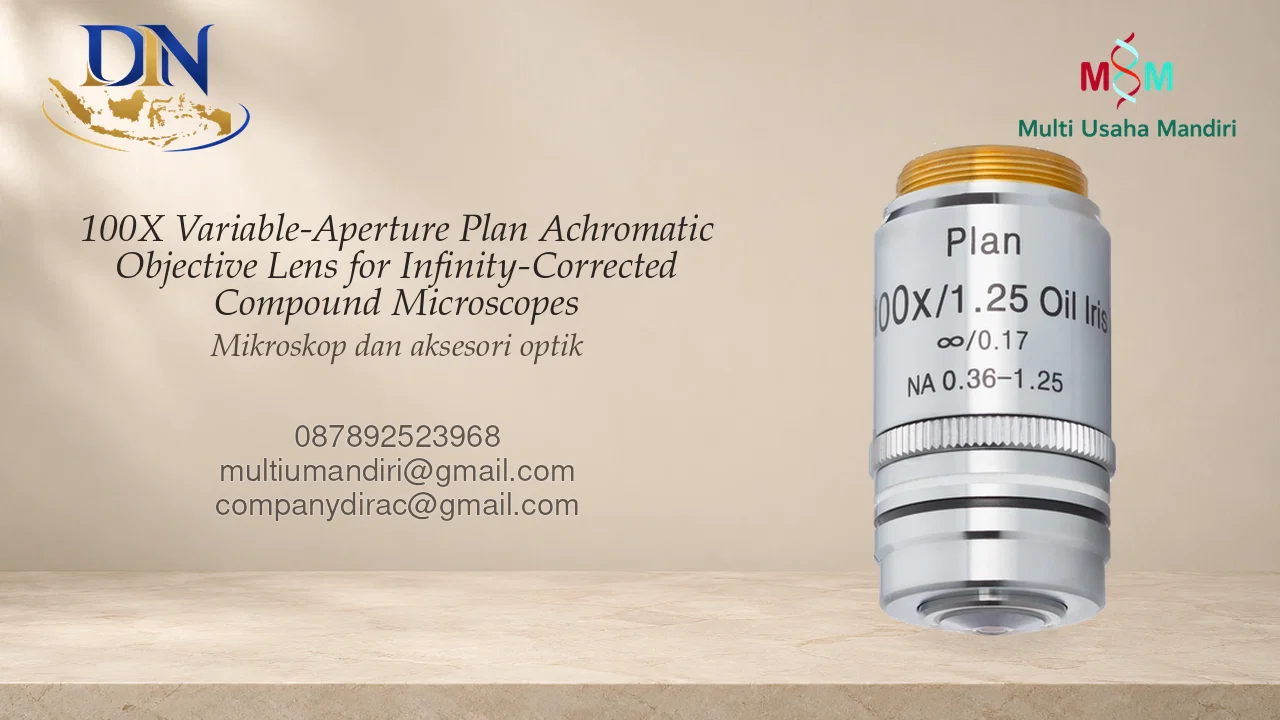 DN
M M
Multi Usaha Mandiri
100X Variable-Aperture Plan Achromatic
Objective Lens for Infinity-Corrected
Compound Microscopes
Mikroskop dan aksesori optik
087892523968
multiumandiri@gmail.com
companydirac@gmail.com
Plan
100x/1.25 Oil Iris
∞/0.17
NA 0.36–1.25